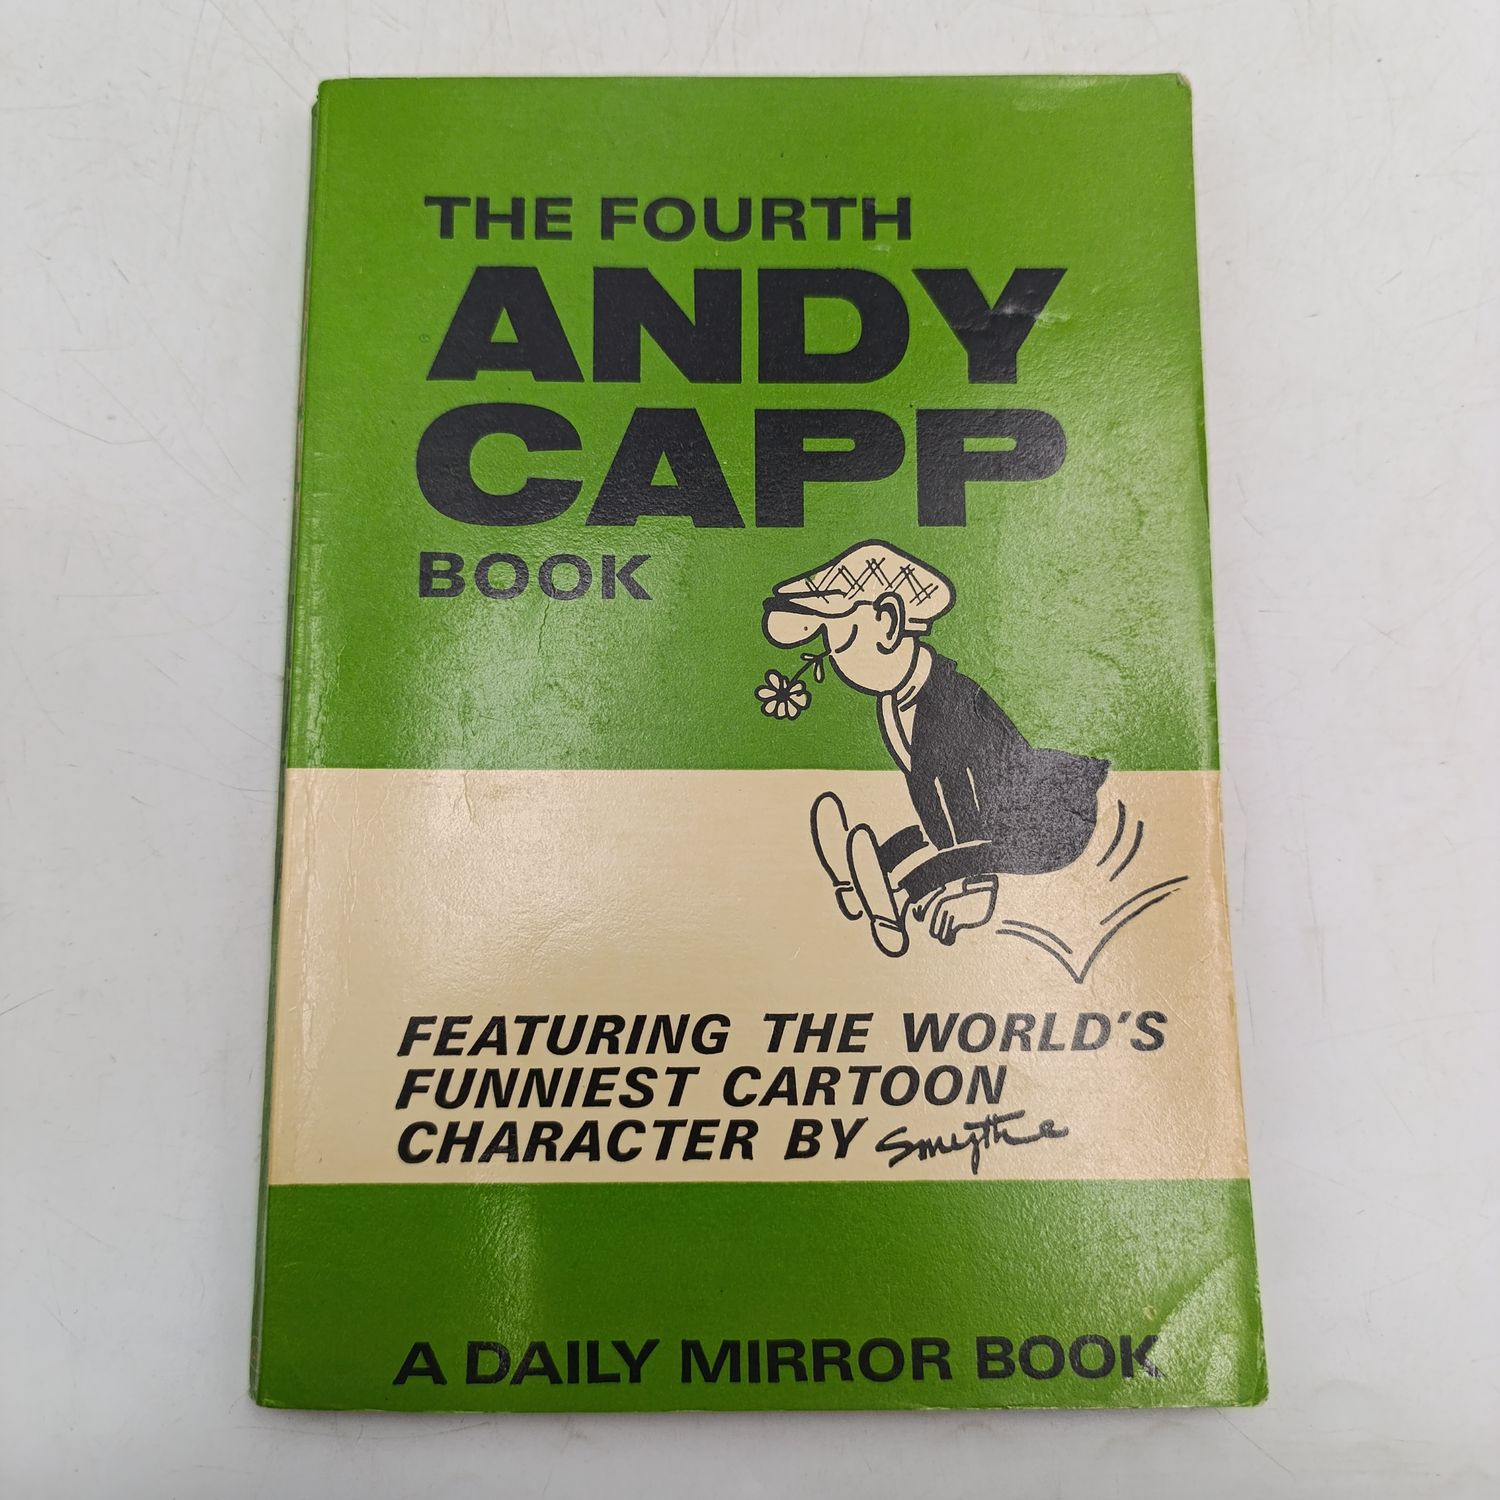 THE FOURTH
ANDY
CAPP
BOOK
FEATURING THE WORLD'S
FUNNIEST CARTOON
CHARACTER BY Smythe
A DAILY MIRROR BOOK